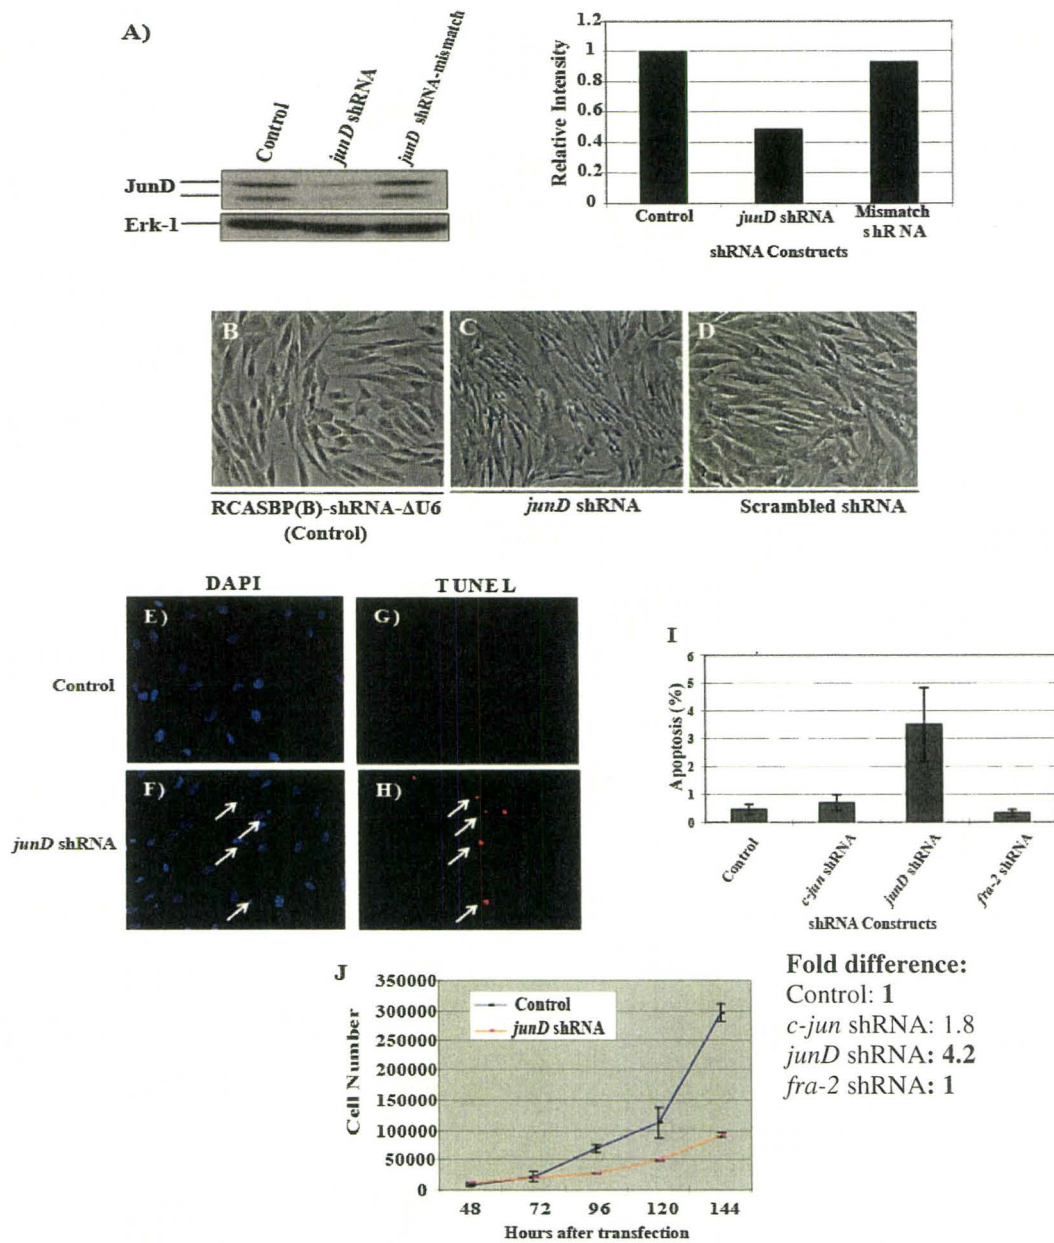 A)
Control
junD shRNA
junD shRNA-mismatch
JunD
Erk-1
1.2
1
0.8
0.6
0.4
0.2
0
Relative Intensity
Control
junD shRNA
Mismatch
shRNA
shRNA Constructs
B
C
D
RCASBP(B)-shRNA-ΔU6
(Control)
junD shRNA
Scrambled shRNA
DAPI
TUNEL
E)
G)
Control
F)
H)
junD shRNA
I
6
5
4
3
2
1
0
Apoptosis (%)
Control
c-jun shRNA
junD shRNA
fra-2 shRNA
shRNA Constructs
Fold difference:
Control: 1
c-jun shRNA: 1.8
junD shRNA: 4.2
fra-2 shRNA: 1
J
350000
300000
250000
200000
150000
100000
50000
0
Cell Number
Control
junD shRNA
48 72 96 120 144
Hours after transfection